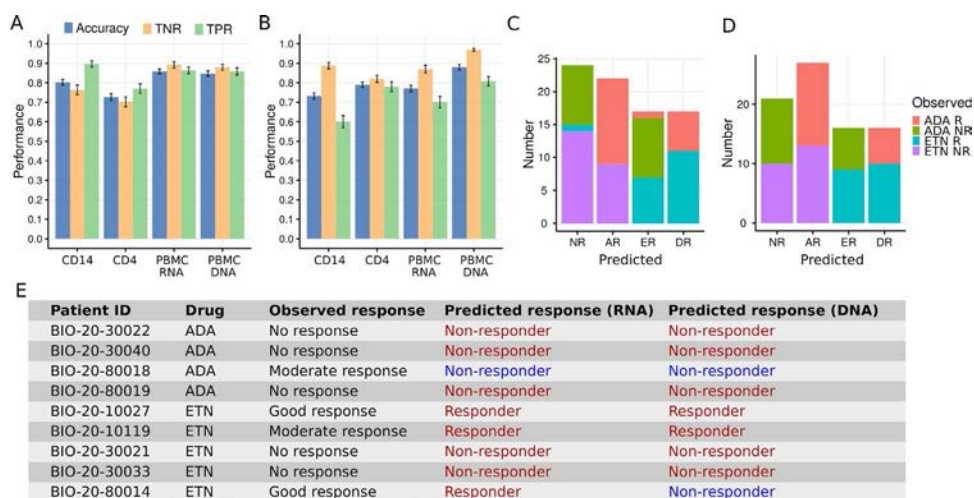 A
Accuracy TNR TPR
B
C
D
Performance
1.0
0.9
0.8
0.7
0.6
0.5
0.4
0.3
0.2
0.1
0.0
CD14 CD4 PBMC RNA PBMC DNA
Performance
1.0
0.9
0.8
0.7
0.6
0.5
0.4
0.3
0.2
0.1
0.0
CD14 CD4 PBMC RNA PBMC DNA
Number
25
20
15
10
5
0
NR AR ER DR
Predicted
Number
20
10
0
NR AR ER DR
Predicted
Observed
ADA R
ADA NR
ETN R
ETN NR
E
Patient ID Drug Observed response Predicted response (RNA) Predicted response (DNA)
BIO-20-30022 ADA No response Non-responder Non-responder
BIO-20-30040 ADA No response Non-responder Non-responder
BIO-20-80018 ADA Moderate response Non-responder Non-responder
BIO-20-80019 ADA No response Non-responder Non-responder
BIO-20-10027 ETN Good response Responder Responder
BIO-20-10119 ETN Moderate response Responder Responder
BIO-20-30021 ETN No response Non-responder Non-responder
BIO-20-30033 ETN No response Non-responder Non-responder
BIO-20-80014 ETN Good response Responder Non-responder